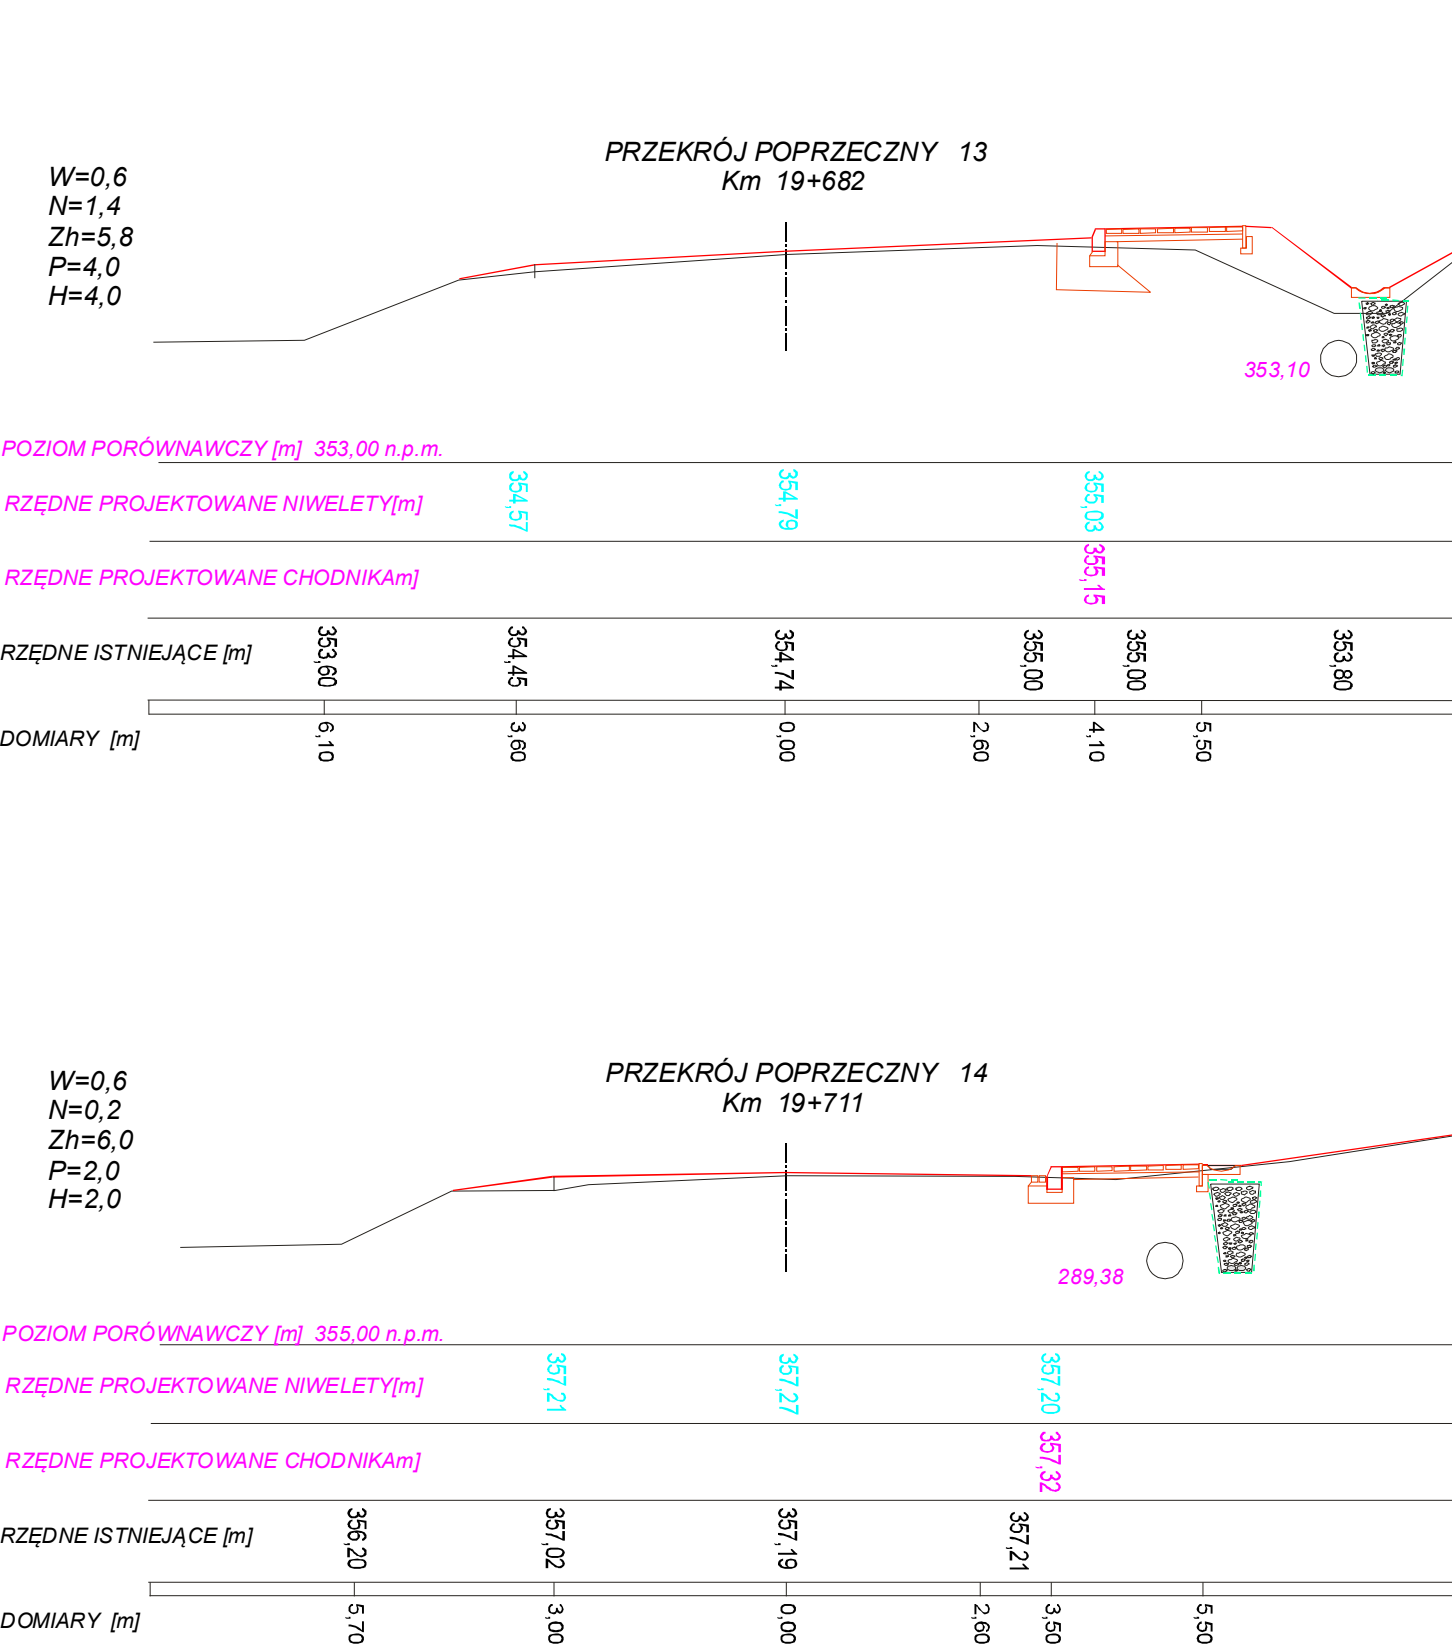 PRZEKRÓJ POPRZECZNY 13
Km 19+682
W=0,6
N=1,4
Zh=5,8
P=4,0
H=4,0
353,10
POZIOM PORÓWNAWCZY [m] 353,00 n.p.m.
RZĘDNE PROJEKTOWANE NIWELETY[m] 354,57 354,79 355,03
RZĘDNE PROJEKTOWANE CHODNIKAm] 355,15
RZĘDNE ISTNIEJĄCE [m] 353,60 354,45 354,74 355,00 355,00 353,80
DOMIARY [m] 6,10 3,60 0,00 2,60 4,10 5,50
PRZEKRÓJ POPRZECZNY 14
Km 19+711
W=0,6
N=0,2
Zh=6,0
P=2,0
H=2,0
289,38
POZIOM PORÓWNAWCZY [m] 355,00 n.p.m.
RZĘDNE PROJEKTOWANE NIWELETY[m] 357,21 357,27 357,20
RZĘDNE PROJEKTOWANE CHODNIKAm] 357,32
RZĘDNE ISTNIEJĄCE [m] 356,20 357,02 357,19 357,21
DOMIARY [m] 5,70 3,00 0,00 2,60 3,50 5,50